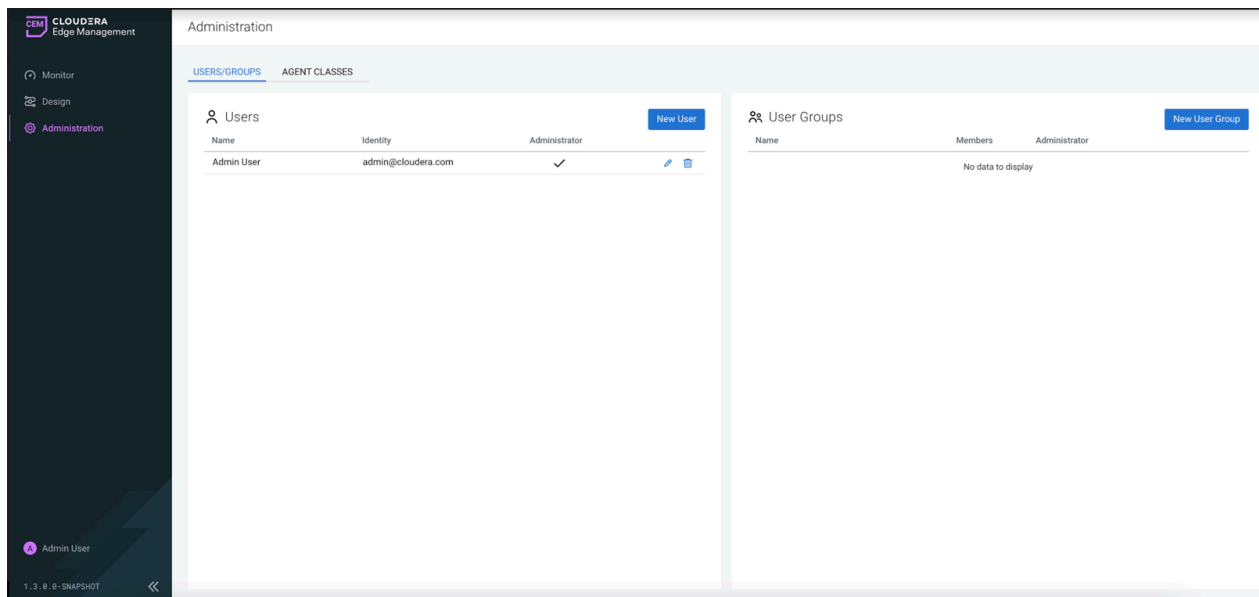 CEM
CLOUDERA
Edge Management
Monitor
Design
Administration
A Admin User
1.3.0.0-SNAPSHOT
Administration
USERS/GROUPS AGENT CLASSES
Users New User
Name Identity Administrator
Admin User admin@cloudera.com
User Groups New User Group
Name Members Administrator
No data to display